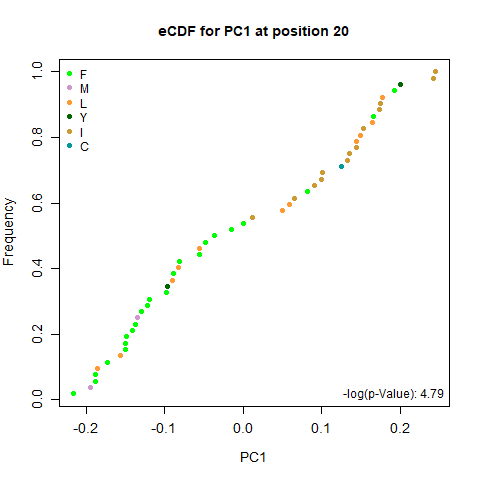 eCDF for PC1 at position 20
F
M
L
Y
I
C
Frequency
0.0
0.2
0.4
0.6
0.8
1.0
-log(p-Value): 4.79
-0.2
-0.1
0.0
0.1
0.2
PC1